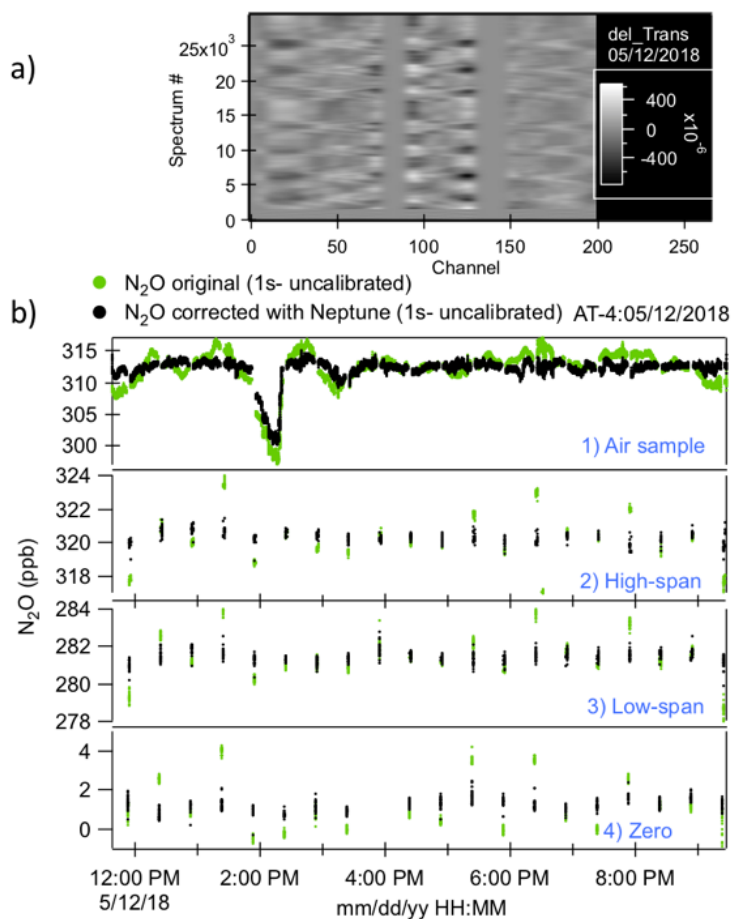 a)
Spectrum #
25x10³
20
15
10
5
0
0
50
100
150
200
250
Channel
del_Trans
05/12/2018
400
0
-400
x10⁻⁶
N₂O original (1s- uncalibrated)
b)
N₂O corrected with Neptune (1s- uncalibrated) AT-4:05/12/2018
N₂O (ppb)
315
310
305
300
1) Air sample
324
322
320
318
2) High-span
284
282
280
278
3) Low-span
4
2
0
4) Zero
12:00 PM 2:00 PM 4:00 PM 6:00 PM 8:00 PM
5/12/18
mm/dd/yy HH:MM